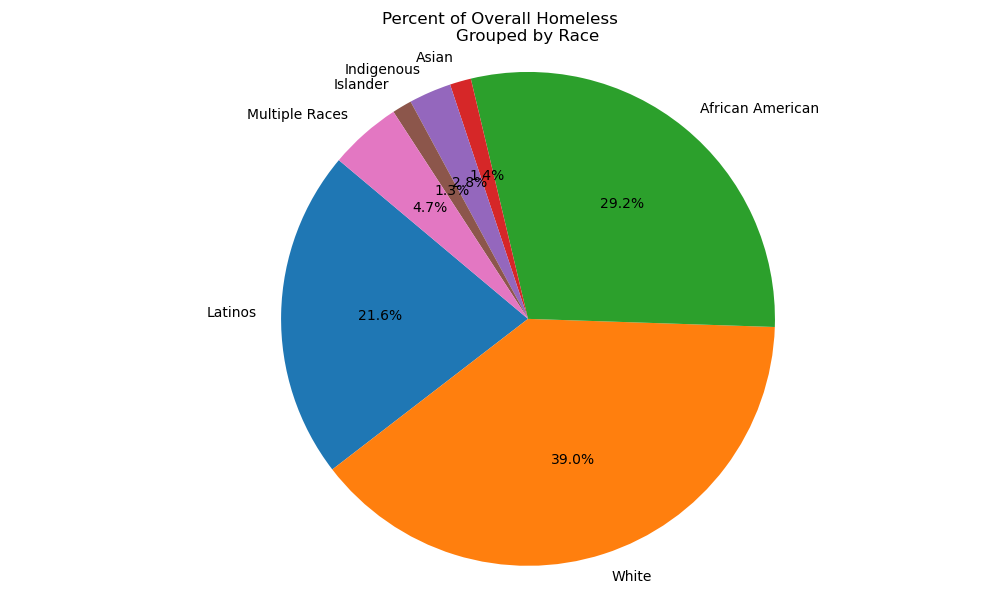 Percent of Overall Homeless
Grouped by Race
Asian
Indigenous
Islander
African American
Multiple Races
1.4%
2.8%
1.3%
29.2%
4.7%
Latinos
21.6%
39.0%
White